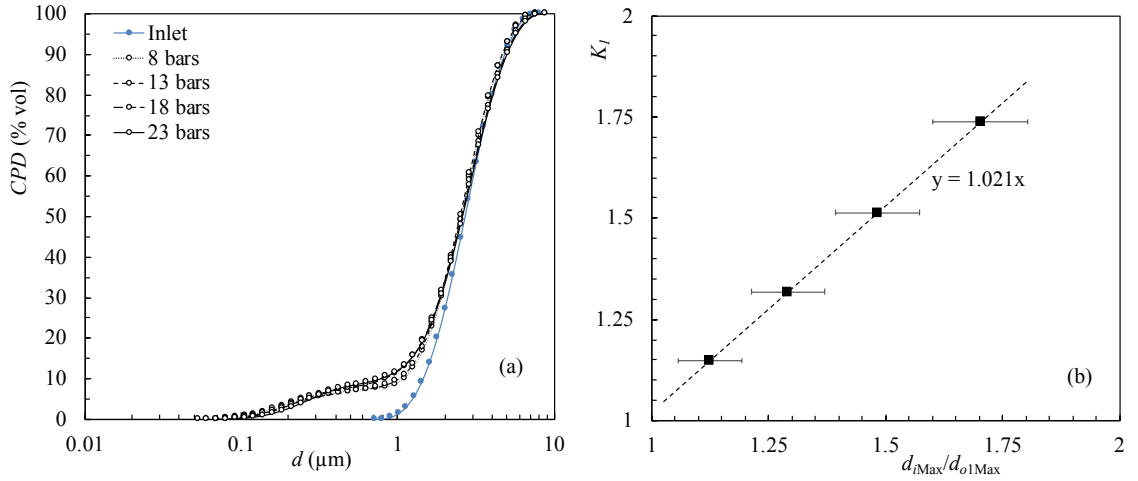 100
90
80
70
60
50
40
30
20
10
0
CPD (% vol)
Inlet
8 bars
13 bars
18 bars
23 bars
(a)
0.01
0.1
1
10
d (µm)
2
1.75
1.5
1.25
1
K1
y = 1.021x
(b)
1
1.25
1.5
1.75
2
diMax/do1Max